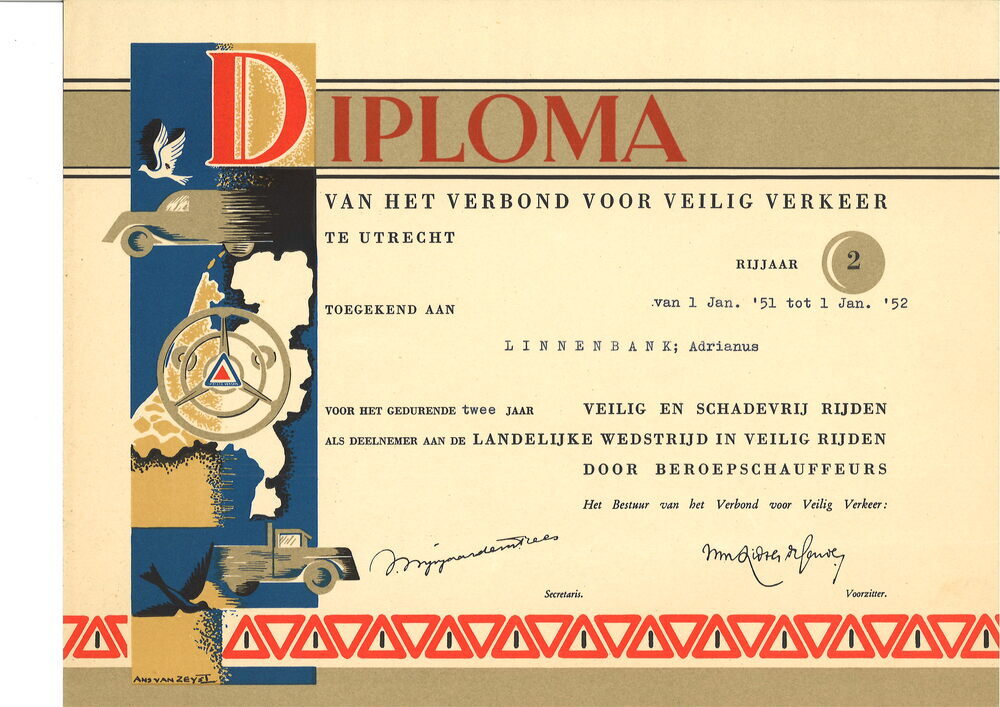 DIPLOMA
VAN HET VERBOND VOOR VEILIG VERKEER
TE UTRECHT
RIJJAAR 2
van 1 Jan. '51 tot 1 Jan. '52
TOEGEKEND AAN
LINNENBANK; Adrianus
VOOR HET GEDURENDE twee JAAR VEILIG EN SCHADEVRIJ RIJDEN
ALS DEELNEMER AAN DE LANDELIJKE WEDSTRIJD IN VEILIG RIJDEN
DOOR BEROEPSCHAUFFEURS
Het Bestuur van het Verbond voor Veilig Verkeer:
Secretaris. Voorzitter.
ANS VAN ZEYST